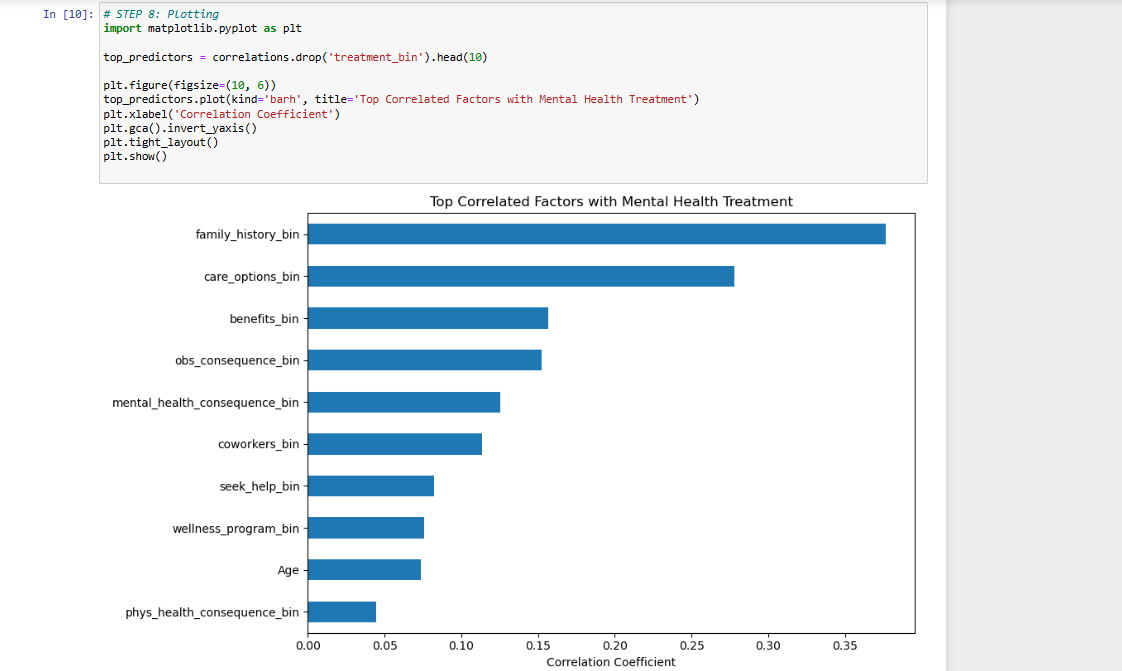 In [10]:
# STEP 8: Plotting
import matplotlib.pyplot as plt
top_predictors = correlations.drop('treatment_bin').head(10)
plt.figure(figsize=(10, 6))
top_predictors.plot(kind='barh', title='Top Correlated Factors with Mental Health Treatment')
plt.xlabel('Correlation Coefficient')
plt.gca().invert_yaxis()
plt.tight_layout()
plt.show()
Top Correlated Factors with Mental Health Treatment
family_history_bin
care_options_bin
benefits_bin
obs_consequence_bin
mental_health_consequence_bin
coworkers_bin
seek_help_bin
wellness_program_bin
Age
phys_health_consequence_bin
0.00 0.05 0.10 0.15 0.20 0.25 0.30 0.35
Correlation Coefficient